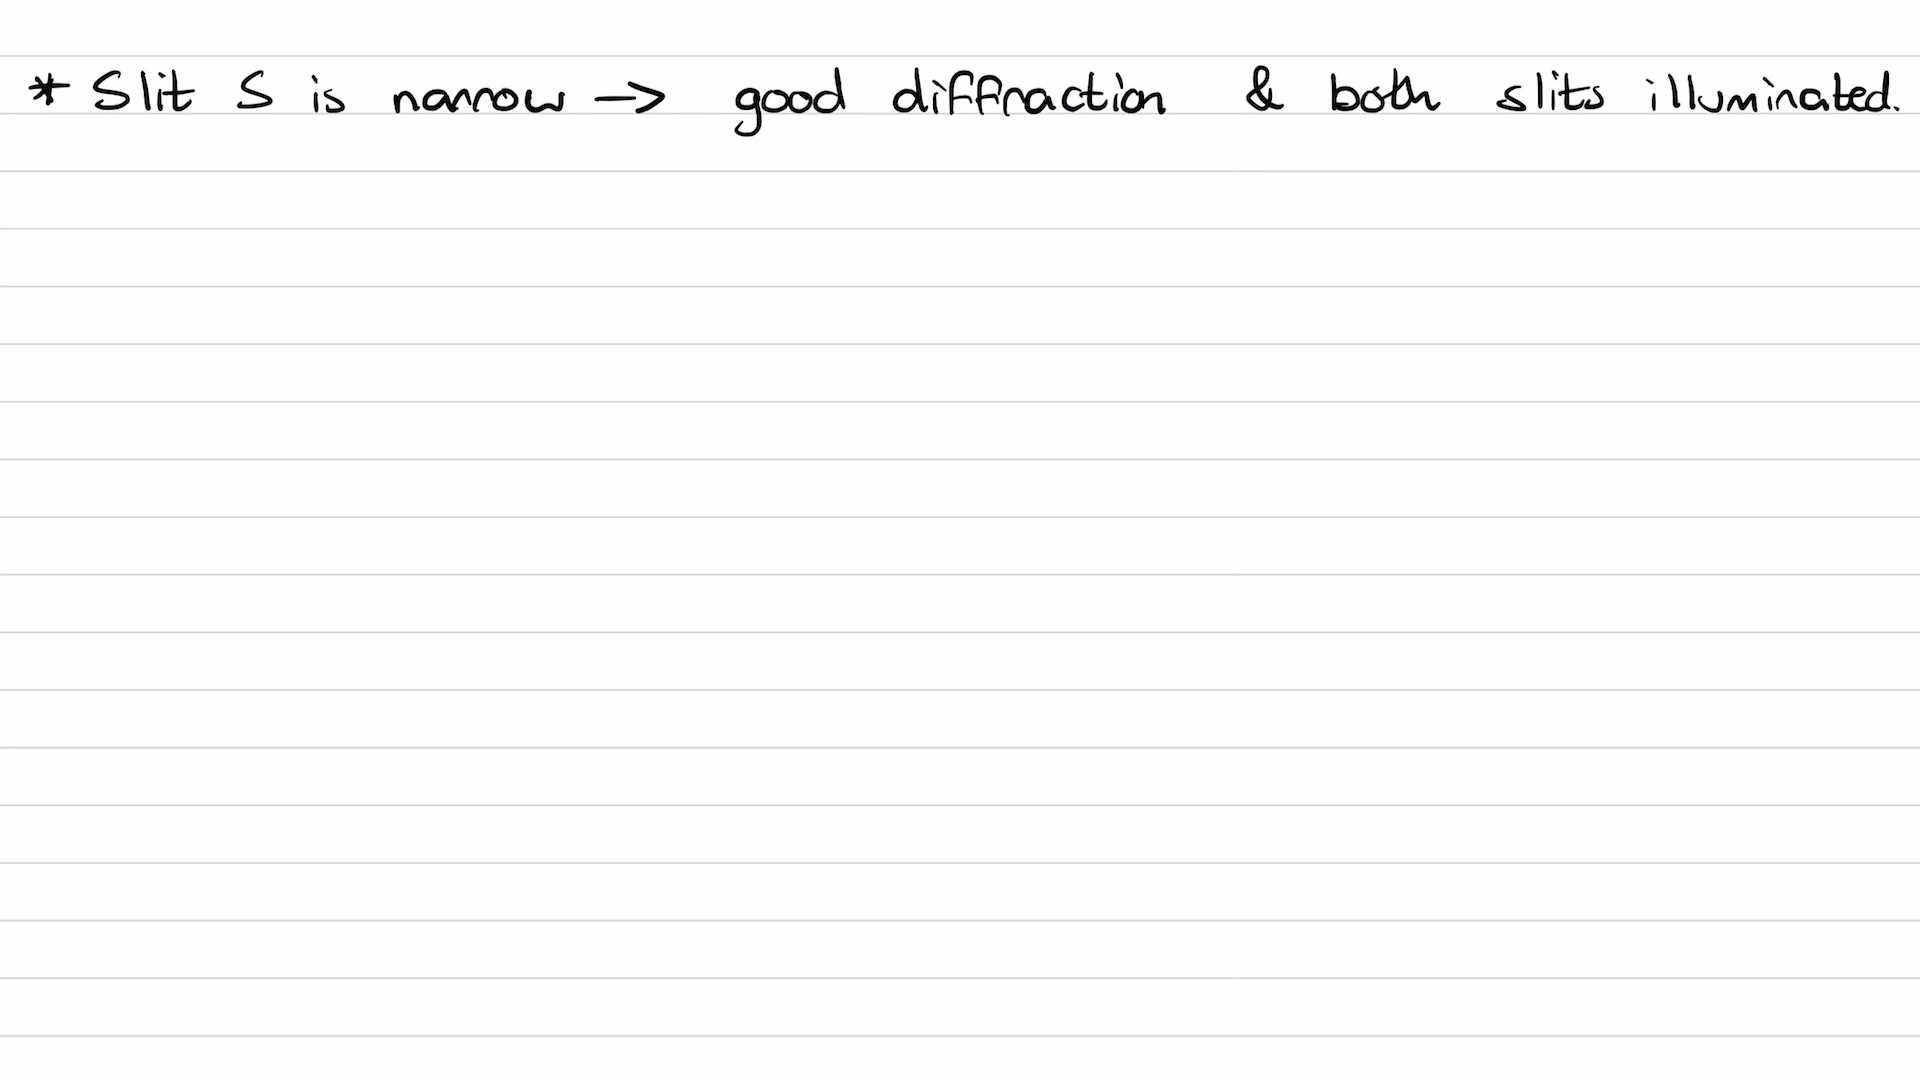 * Slit S is narrow → good diffraction & both slits illuminated.